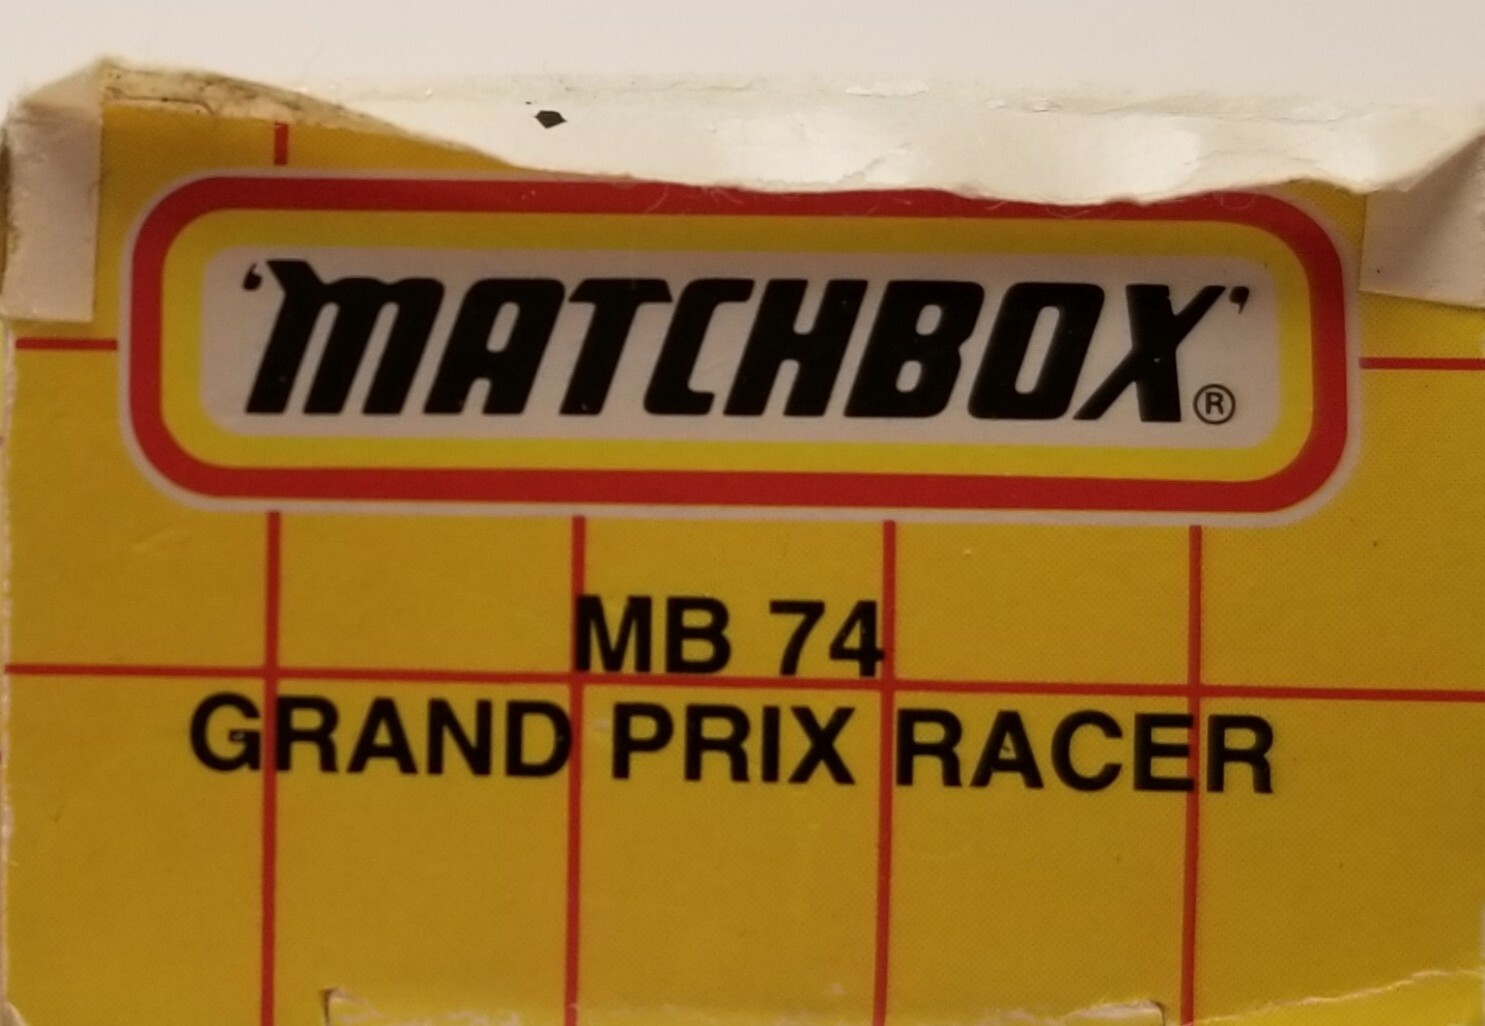 'MATCHBOX'®
MB 74
GRAND PRIX RACER